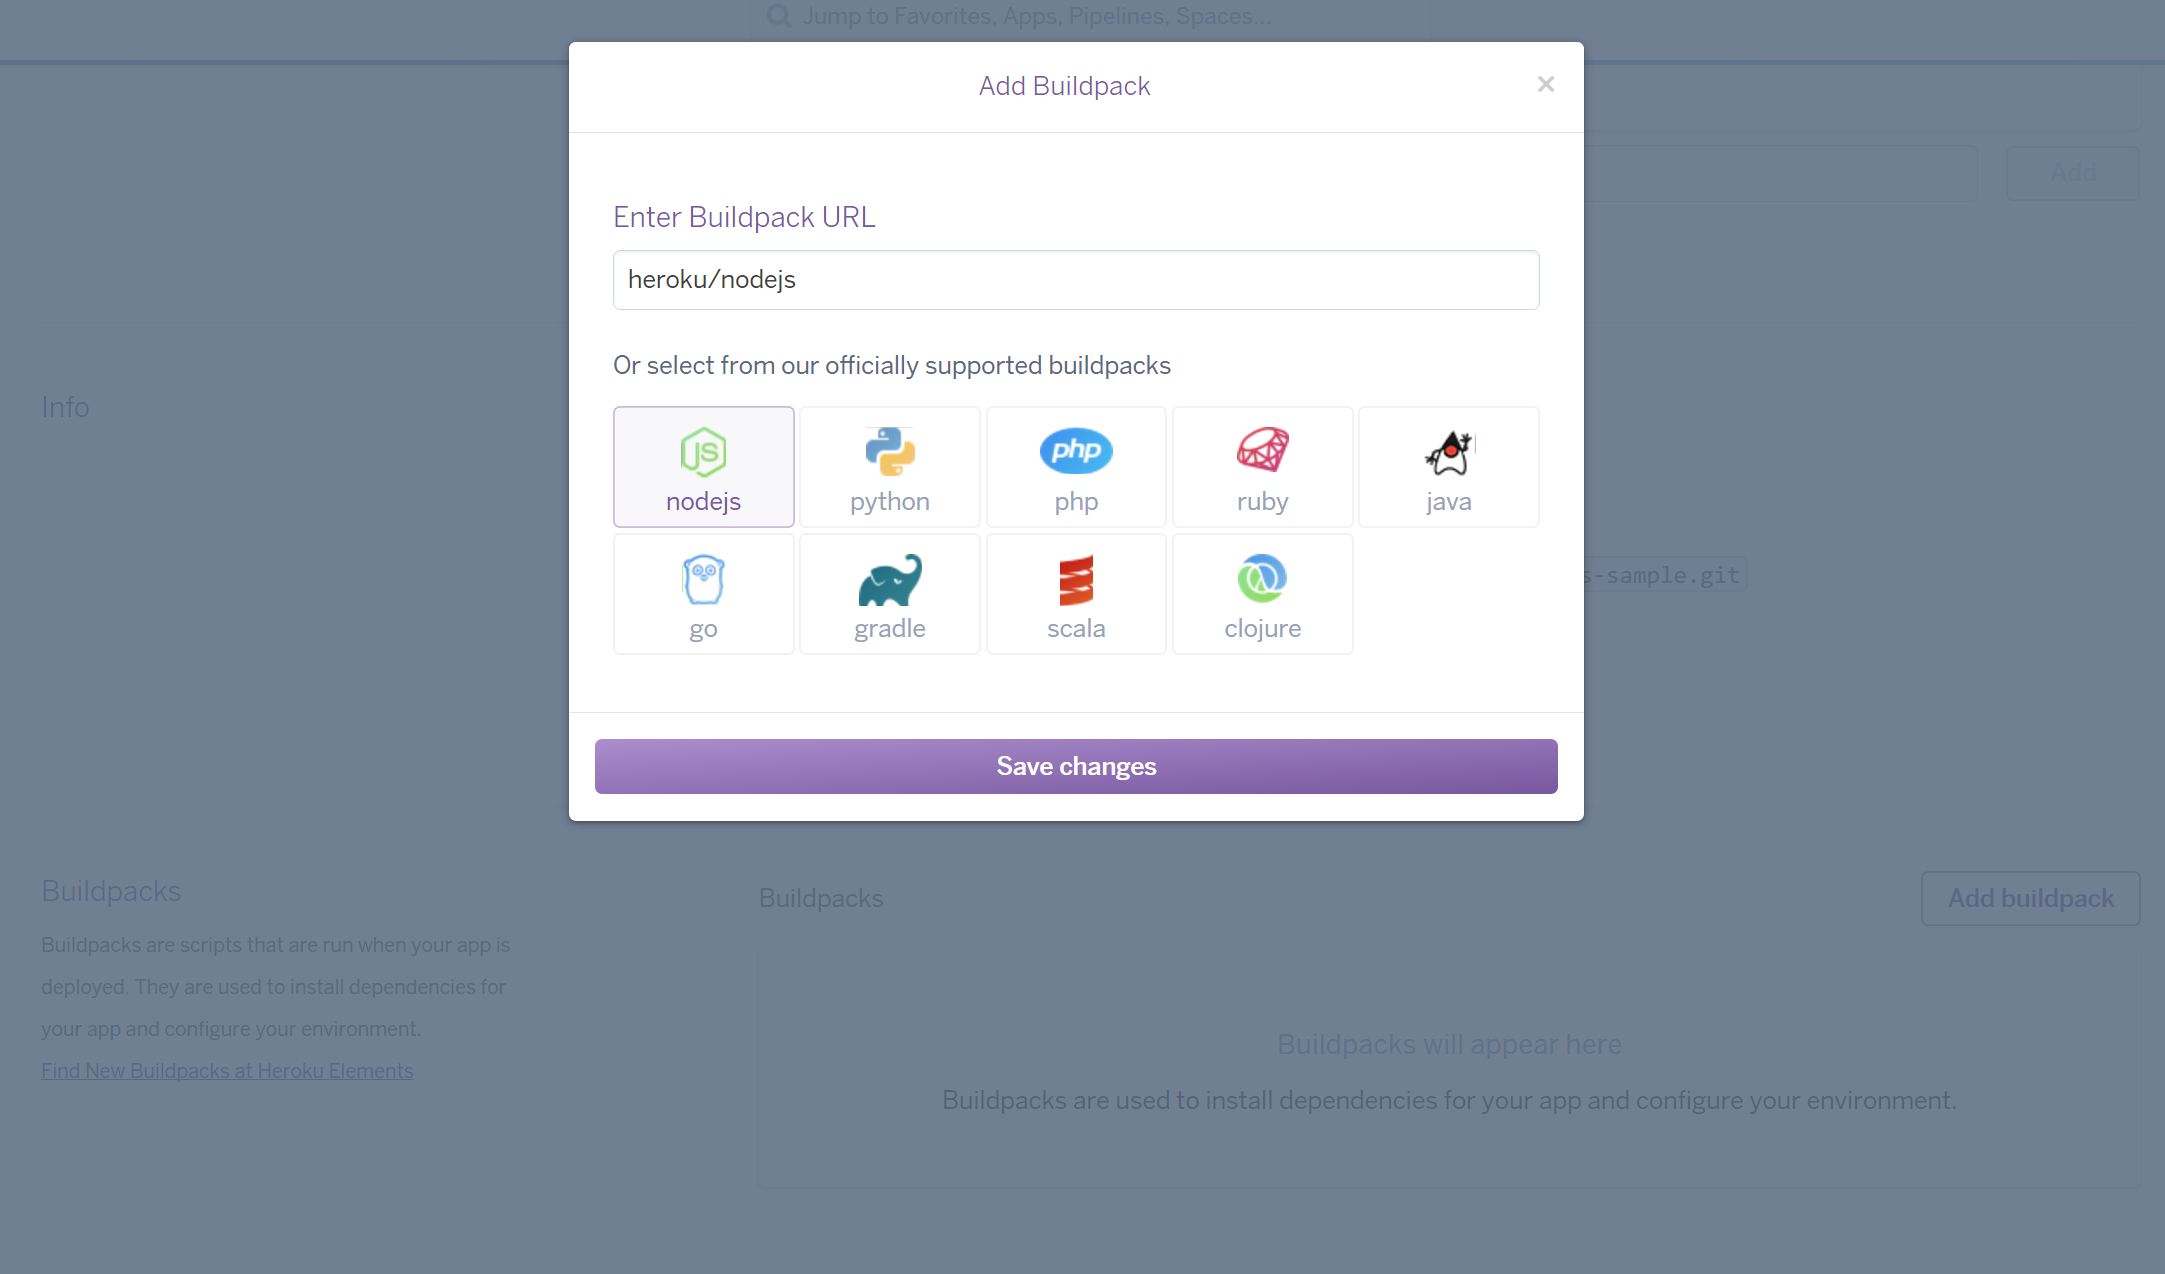 Jump to Favorites, Apps, Pipelines, Spaces...
Add Buildpack
×
Add
Enter Buildpack URL
heroku/nodejs
Or select from our officially supported buildpacks
Info
JS
php
nodejs
python
php
ruby
java
s-sample.git
go
gradle
scala
clojure
Save changes
Buildpacks
Buildpacks
Add buildpack
Buildpacks are scripts that are run when your app is
deployed. They are used to install dependencies for
your app and configure your environment.
Find New Buildpacks at Heroku Elements
Buildpacks will appear here
Buildpacks are used to install dependencies for your app and configure your environment.